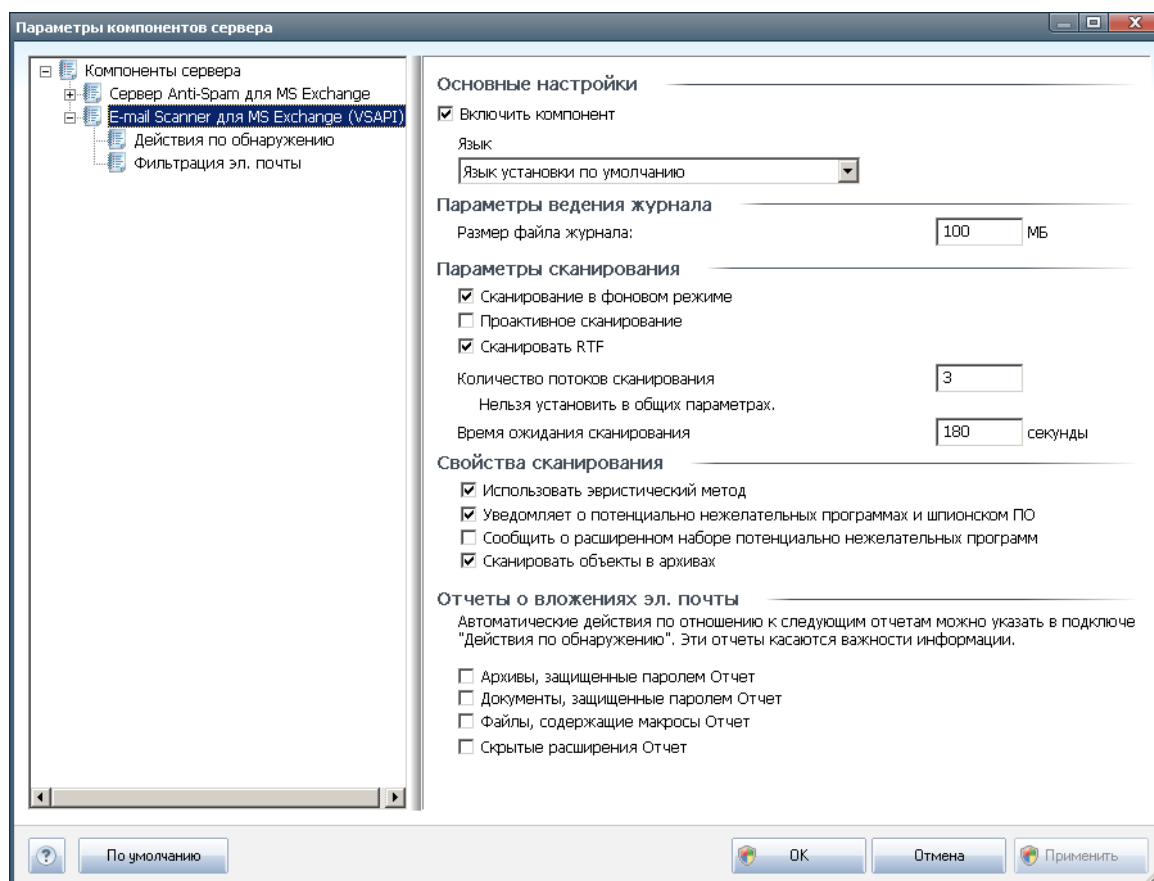 Параметры компонентов сервера
Компоненты сервера
Сервер Anti-Spam для MS Exchange
E-mail Scanner для MS Exchange (VSAPI)
Действия по обнаружению
Фильтрация эл. почты
Основные настройки
Включить компонент
Язык
Язык установки по умолчанию
Параметры ведения журнала
Размер файла журнала: 100 МБ
Параметры сканирования
Сканирование в фоновом режиме
Проактивное сканирование
Сканировать RTF
Количество потоков сканирования 3
Нельзя установить в общих параметрах.
Время ожидания сканирования 180 секунды
Свойства сканирования
Использовать эвристический метод
Уведомляет о потенциально нежелательных программах и шпионском ПО
Сообщить о расширенном наборе потенциально нежелательных программ
Сканировать объекты в архивах
Отчеты о вложениях эл. почты
Автоматические действия по отношению к следующим отчетам можно указать в подключе
"Действия по обнаружению". Эти отчеты касаются важности информации.
Архивы, защищенные паролем Отчет
Документы, защищенные паролем Отчет
Файлы, содержащие макросы Отчет
Скрытые расширения Отчет
? По умолчанию OK Отмена Применить